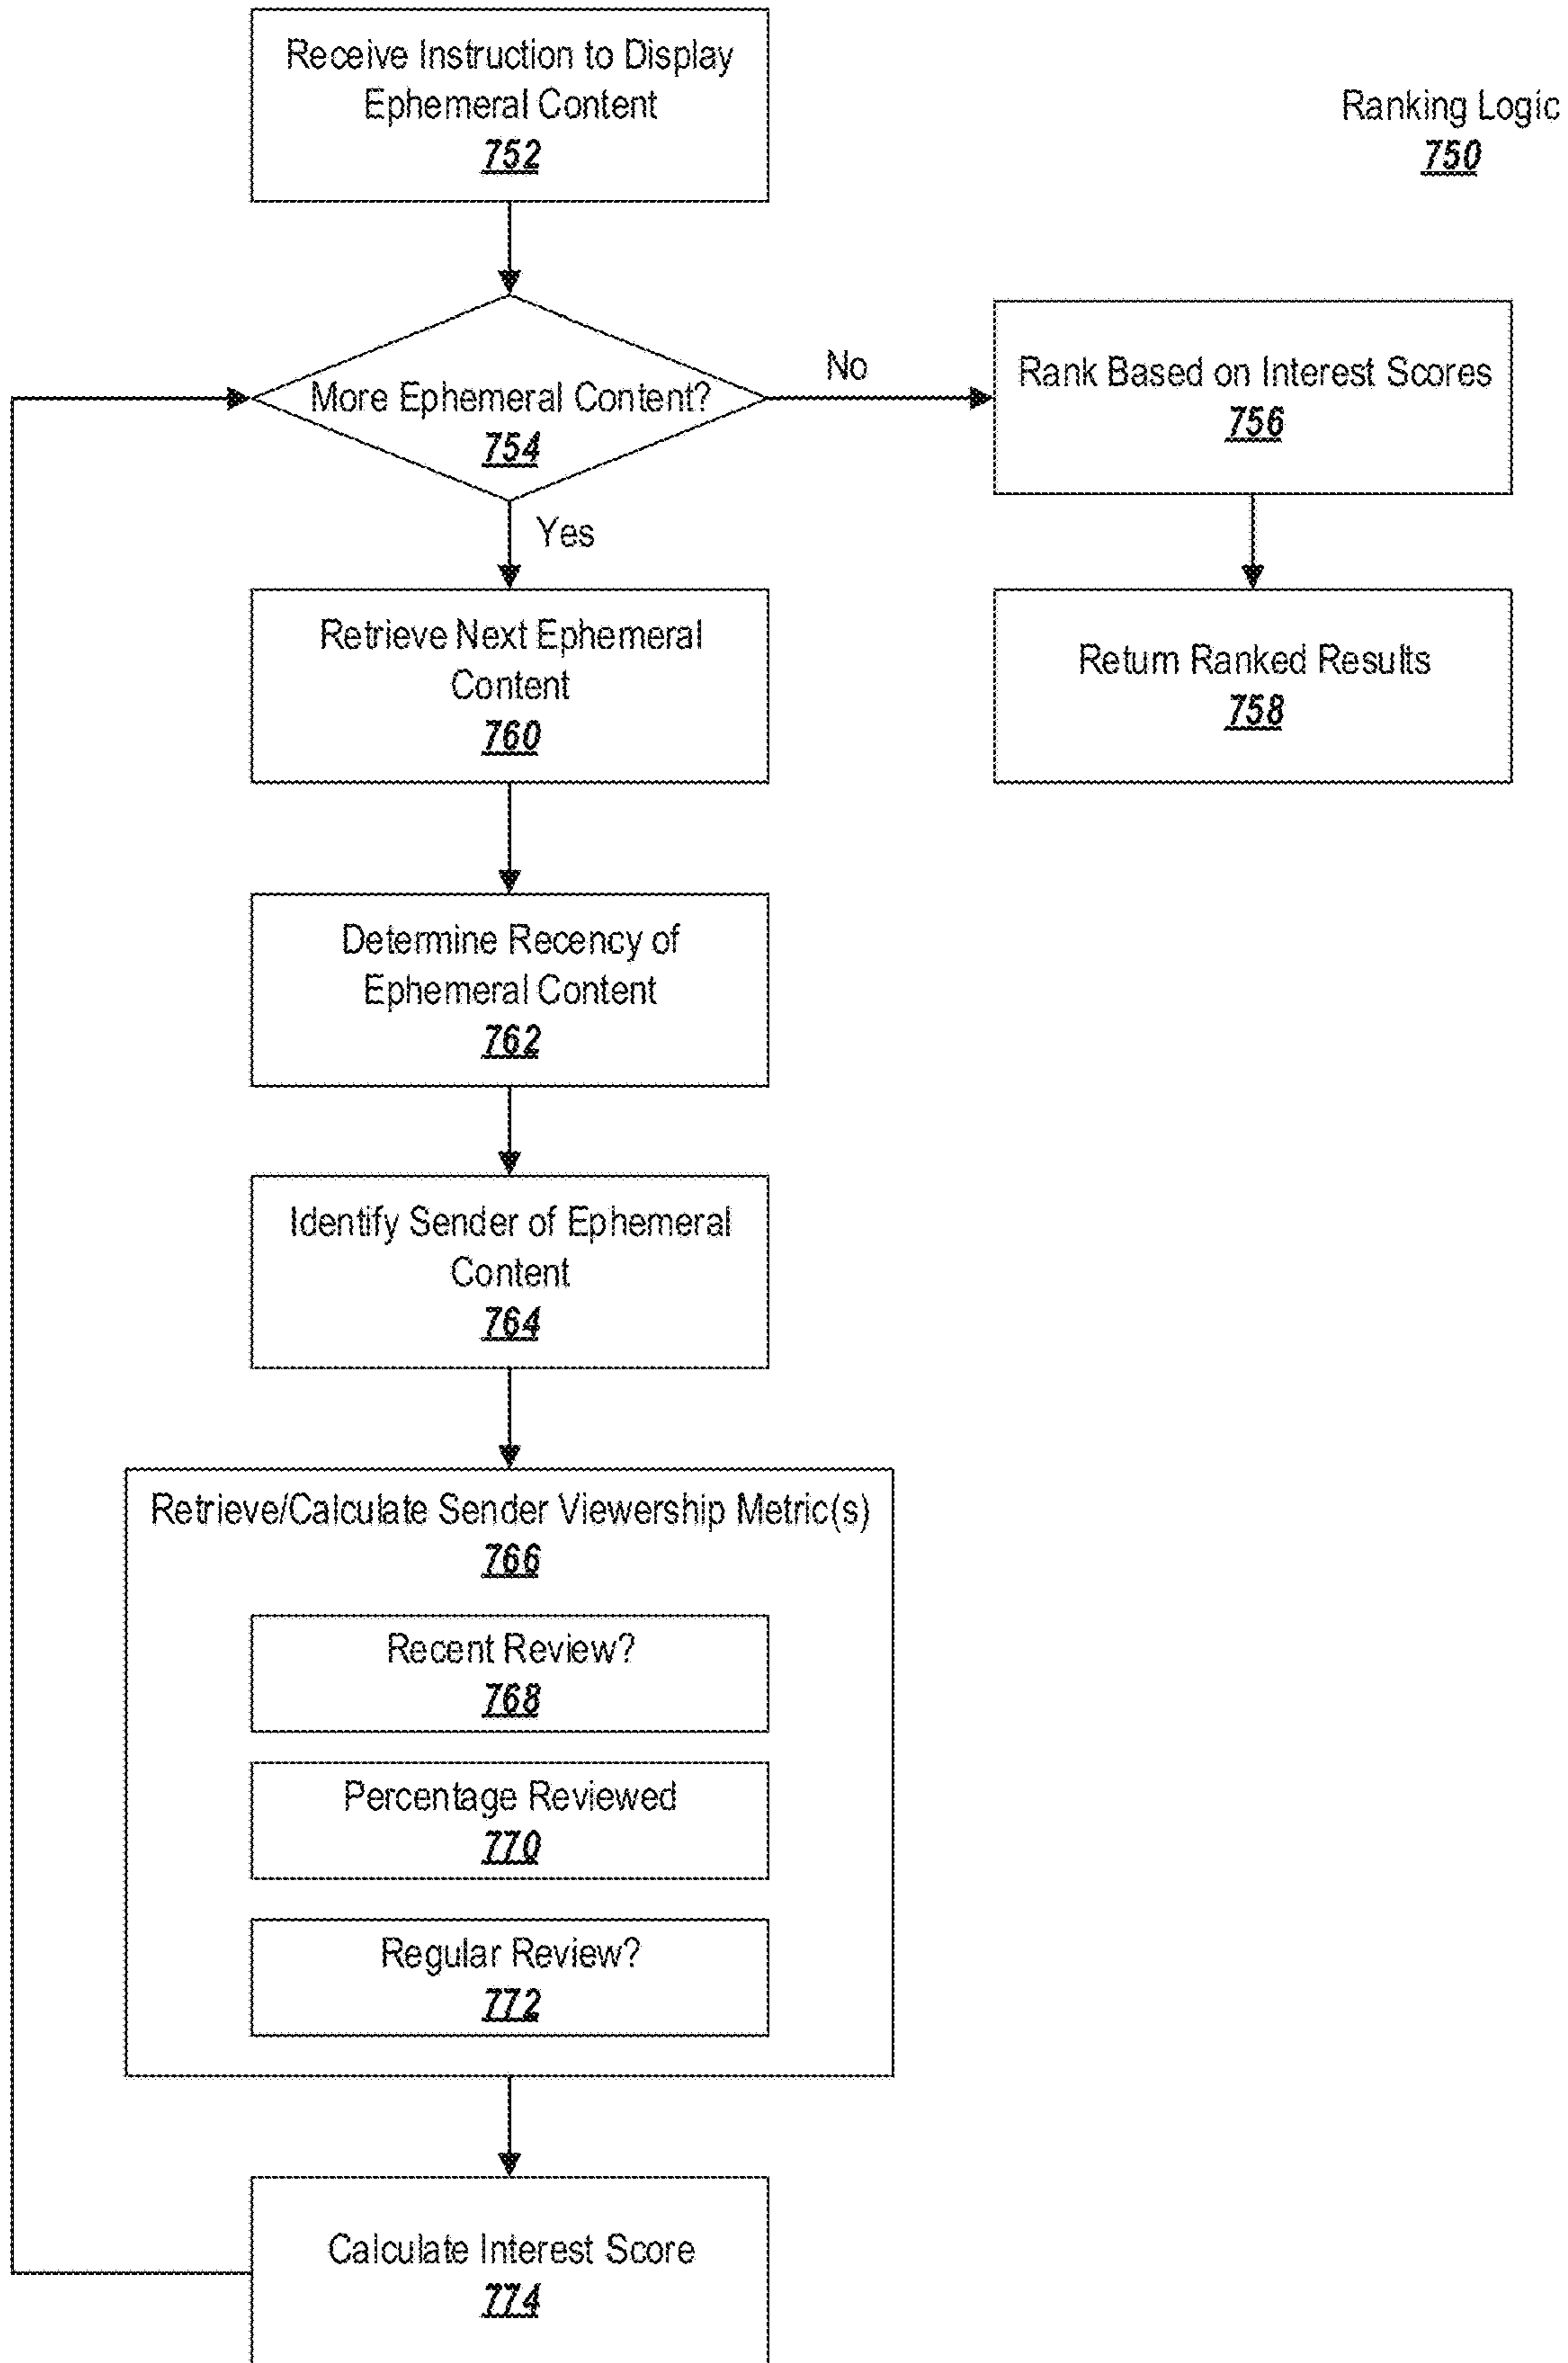 Receive Instruction to Display
Ephemeral Content
752
Ranking Logic
750
More Ephemeral Content?
754
No
Yes
Rank Based on Interest Scores
756
Return Ranked Results
758
Retrieve Next Ephemeral
Content
760
Determine Recency of
Ephemeral Content
762
Identify Sender of Ephemeral
Content
764
Retrieve/Calculate Sender Viewership Metric(s)
766
Recent Review?
768
Percentage Reviewed
770
Regular Review?
772
Calculate Interest Score
774